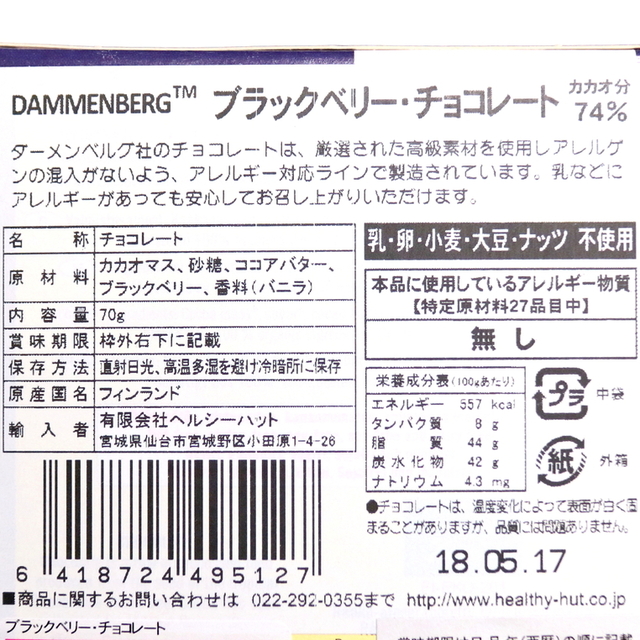 DAMMENBERG™ ブラックベリー・チョコレート カカオ分 74%
ダーメンベルグ社のチョコレートは、厳選された高級素材を使用しアレルゲ
ンの混入がないよう、アレルギー対応ラインで製造されています。乳などに
アレルギーがあっても安心してお召し上がりいただけます。
名称 チョコレート
原材料 カカオマス、砂糖、ココアバター、
ブラックベリー、香料(バニラ)
内容量 70g
賞味期限 枠外右下に記載
保存方法 直射日光、高温多湿を避け冷暗所に保存
原産国名 フィンランド
輸入者 有限会社ヘルシーハット
宮城県仙台市宮城野区小田原1-4-26
乳・卵・小麦・大豆・ナッツ 不使用
本品に使用しているアレルギー物質
【特定原材料27品目中】
無し
栄養成分表(100gあたり)
エネルギー 557 kcal
タンパク質 8 g
脂質 44 g
炭水化物 42 g
ナトリウム 4.3 mg
プラ 中袋
紙 外箱
●チョコレートは、温度変化によって表面が白く固
まることがありますが、品質には問題ありません。
18.05.17
6 418724 495127
■商品に関するお問い合わせは 022-292-0355まで http://www.healthy-hut.co.jp
ブラックベリー・チョコレート